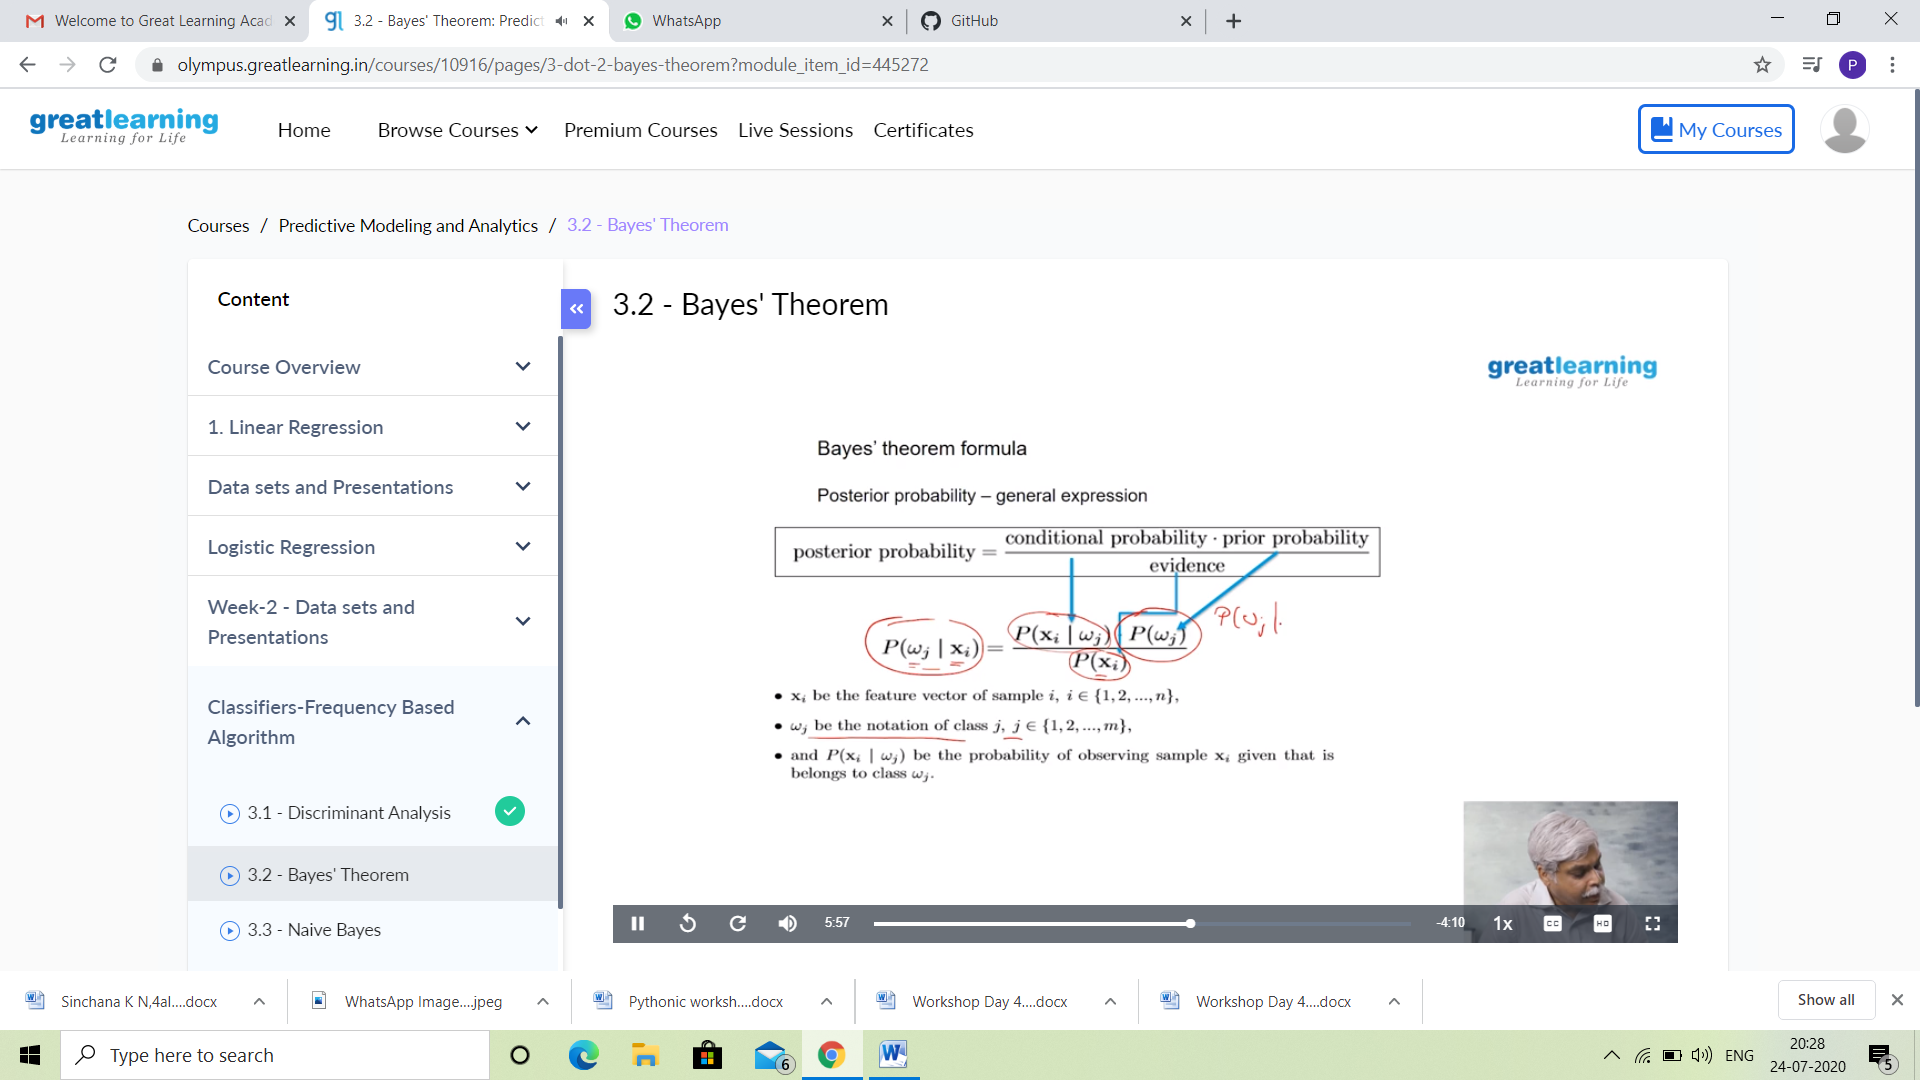 Welcome to Great Learning Acad
3.2 - Bayes' Theorem: Predict
WhatsApp
GitHub
olympus.greatlearning.in/courses/10916/pages/3-dot-2-bayes-theorem?module_item_id=445272
P
greatlearning
Learning for Life
Home
Browse Courses
Premium Courses
Live Sessions
Certificates
My Courses
Courses / Predictive Modeling and Analytics / 3.2 - Bayes' Theorem
Content
Course Overview
1. Linear Regression
Data sets and Presentations
Logistic Regression
Week-2 - Data sets and
Presentations
Classifiers-Frequency Based
Algorithm
3.1 - Discriminant Analysis
3.2 - Bayes' Theorem
3.3 - Naive Bayes
«
3.2 - Bayes' Theorem
greatlearning
Learning for Life
Bayes' theorem formula
Posterior probability – general expression
posterior probability = conditional probability · prior probability
evidence
P(ωj | xi) = P(xi | ωj) P(ωj)
P(xi)
P(ωj |.
• xi be the feature vector of sample i, i ∈ {1, 2, ..., n},
• ωj be the notation of class j, j ∈ {1, 2, ..., m},
• and P(xi | ωj) be the probability of observing sample xi given that is
belongs to class ωj.
5:57
-4:10
1x
CC
HD
Sinchana K N,4al....docx
WhatsApp Image....jpeg
Pythonic worksh....docx
Workshop Day 4....docx
Workshop Day 4....docx
Show all
Type here to search
6
W
ENG
20:28
24-07-2020
5